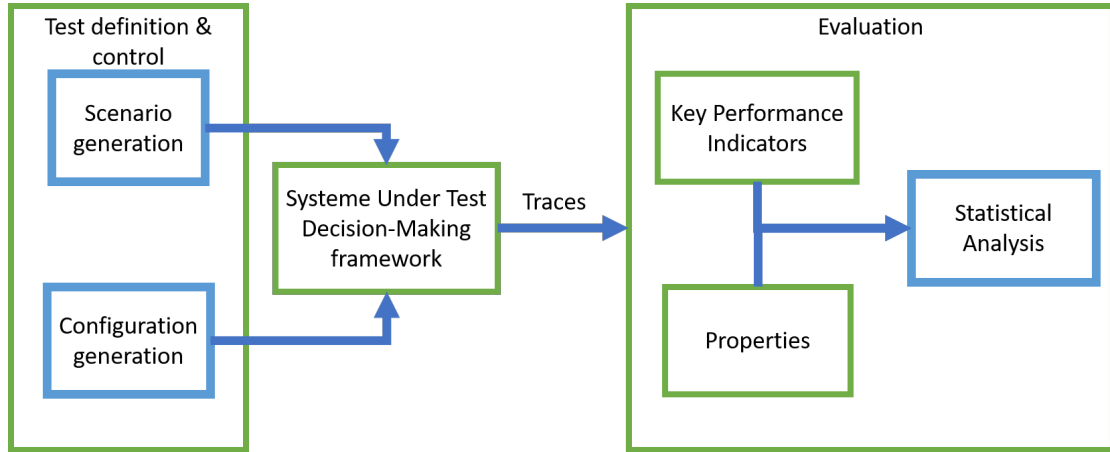 Test definition &
control
Scenario
generation
Configuration
generation
Systeme Under Test
Decision-Making
framework
Traces
Evaluation
Key Performance
Indicators
Properties
Statistical
Analysis